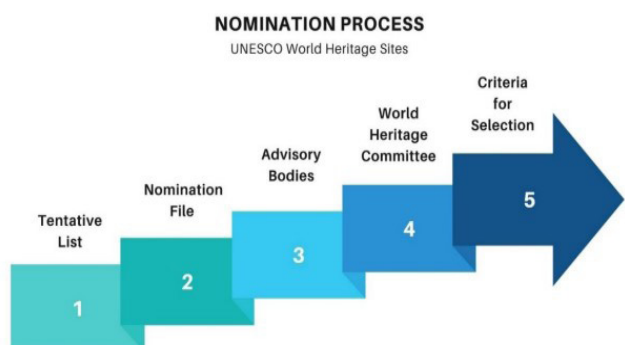 NOMINATION PROCESS
UNESCO World Heritage Sites
Tentative
List
1
Nomination
File
2
Advisory
Bodies
3
World
Heritage
Committee
4
Criteria
for
Selection
5